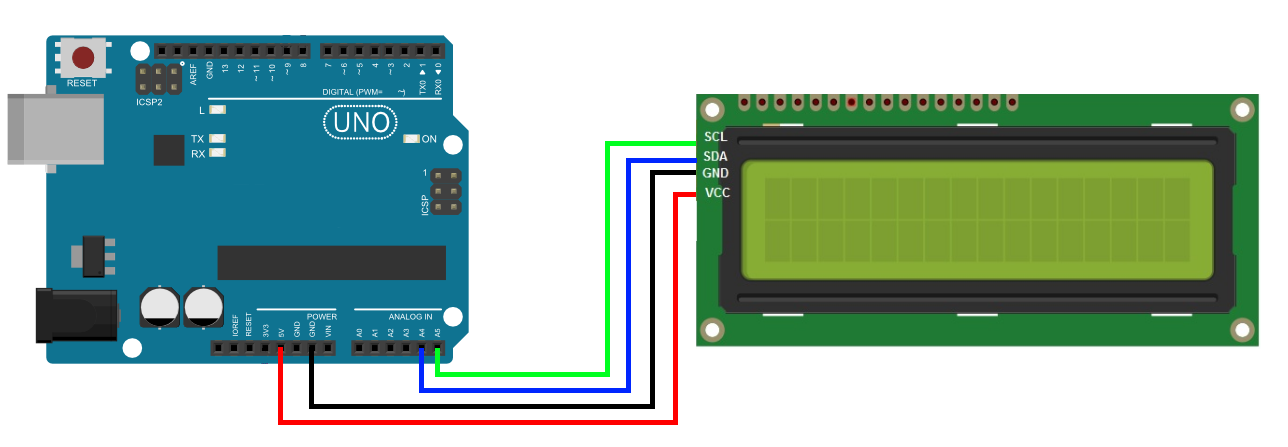 RESET
ICSP2
AREF
GND
13
12
~11
~10
~9
8
7
~6
~5
4
~3
2
TX0 ▶ 1
RX0 ◀ 0
DIGITAL (PWM=
L
TX
RX
UNO
ON
1
ICSP
POWER
ANALOG IN
IOREF
RESET
3V3
5V
GND
GND
VIN
A0
A1
A2
A3
A4
A5
SCL
SDA
GND
VCC